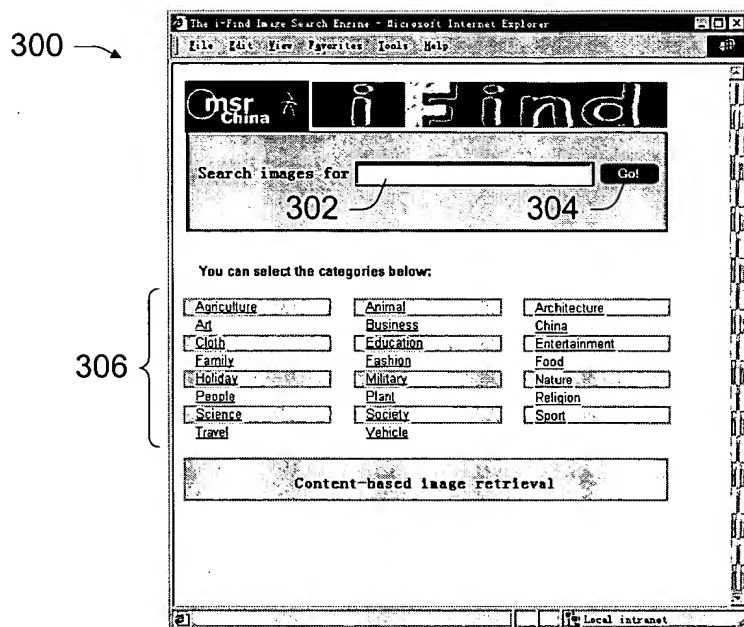 The i-Find Image Search Engine - Microsoft Internet Explorer
300
File Edit View Favorites Tools Help
msr
China
iFind
Search images for
Go!
302
304
You can select the categories below:
306
Agriculture Animal Architecture
Art Business China
Cloth Education Entertainment
Family Fashion Food
Holiday Military Nature
People Plant Religion
Science Society Sport
Travel Vehicle
Content-based image retrieval
Local intranet